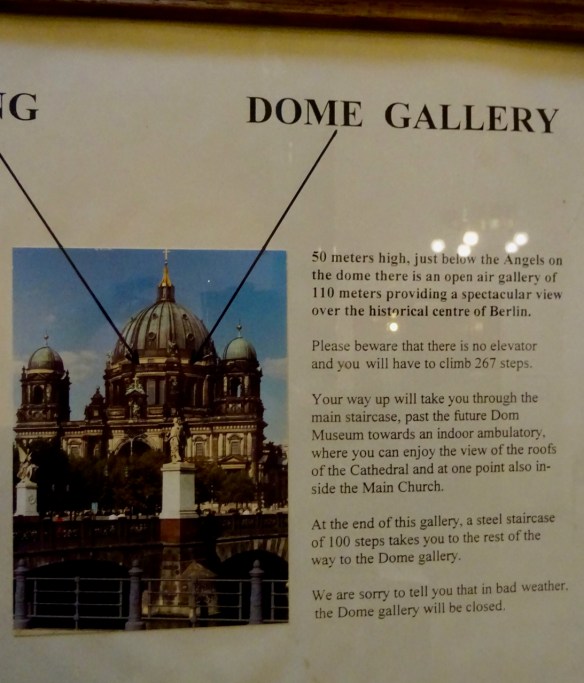 NG
DOME GALLERY
50 meters high, just below the Angels on
the dome there is an open air gallery of
110 meters providing a spectacular view
over the historical centre of Berlin.
Please beware that there is no elevator
and you will have to climb 267 steps.
Your way up will take you through the
main staircase, past the future Dom
Museum towards an indoor ambulatory,
where you can enjoy the view of the roofs
of the Cathedral and at one point also in-
side the Main Church.
At the end of this gallery, a steel staircase
of 100 steps takes you to the rest of the
way to the Dome gallery.
We are sorry to tell you that in bad weather,
the Dome gallery will be closed.